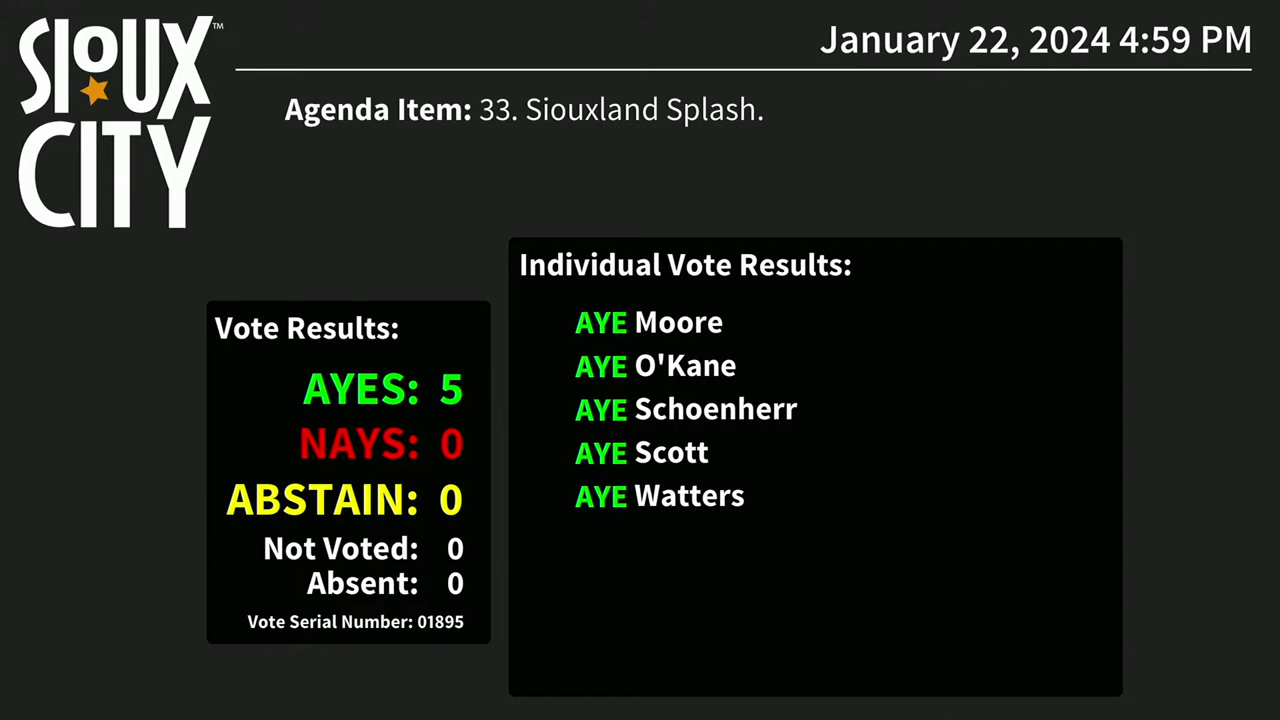 SIOUX™
CITY
January 22, 2024 4:59 PM
Agenda Item: 33. Siouxland Splash.
Vote Results:
AYES: 5
NAYS: 0
ABSTAIN: 0
Not Voted: 0
Absent: 0
Vote Serial Number: 01895
Individual Vote Results:
AYE Moore
AYE O'Kane
AYE Schoenherr
AYE Scott
AYE Watters